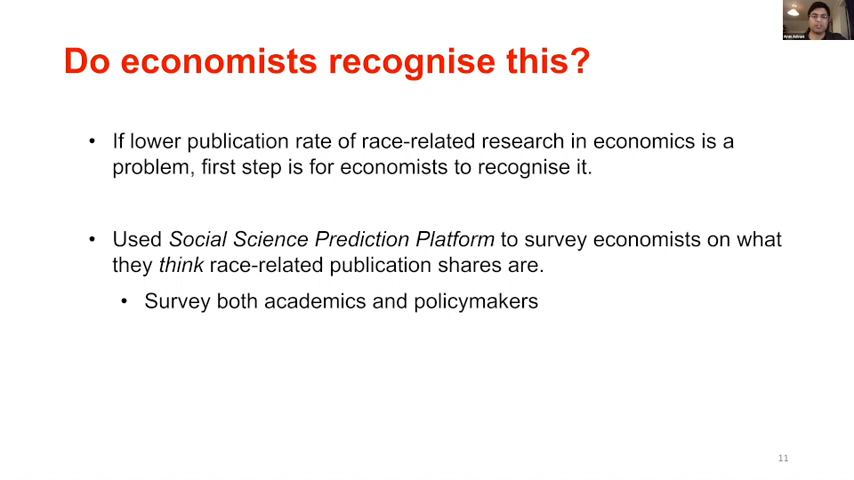 Do economists recognise this?
• If lower publication rate of race-related research in economics is a
problem, first step is for economists to recognise it.
• Used Social Science Prediction Platform to survey economists on what
they think race-related publication shares are.
• Survey both academics and policymakers
11